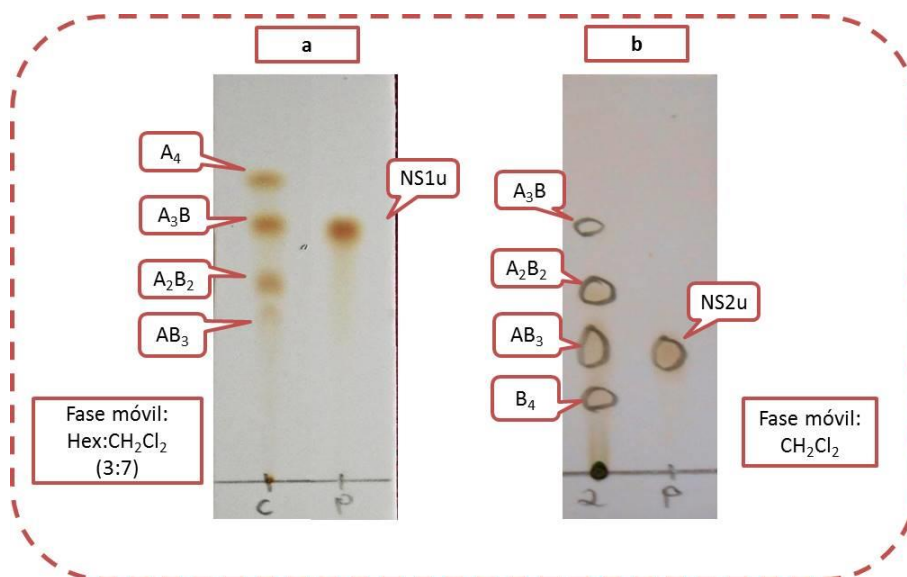 a
b
A₄
A₃B
A₂B₂
AB₃
NS1u
Fase móvil:
Hex:CH₂Cl₂
(3:7)
C
P
A₃B
A₂B₂
AB₃
B₄
NS2u
Fase móvil:
CH₂Cl₂
2
P